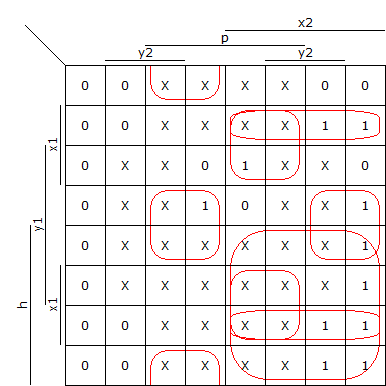 x2
p
y2 y2
0 0 X X X X 0 0
0 0 X X X X 1 1
x1
0 X X 0 1 X X 0
0 X X 1 0 X X 1
y1
0 X X X X X X 1
0 X X X X X X 1
x1
h
0 0 X X X X 1 1
0 0 X X X X 1 1